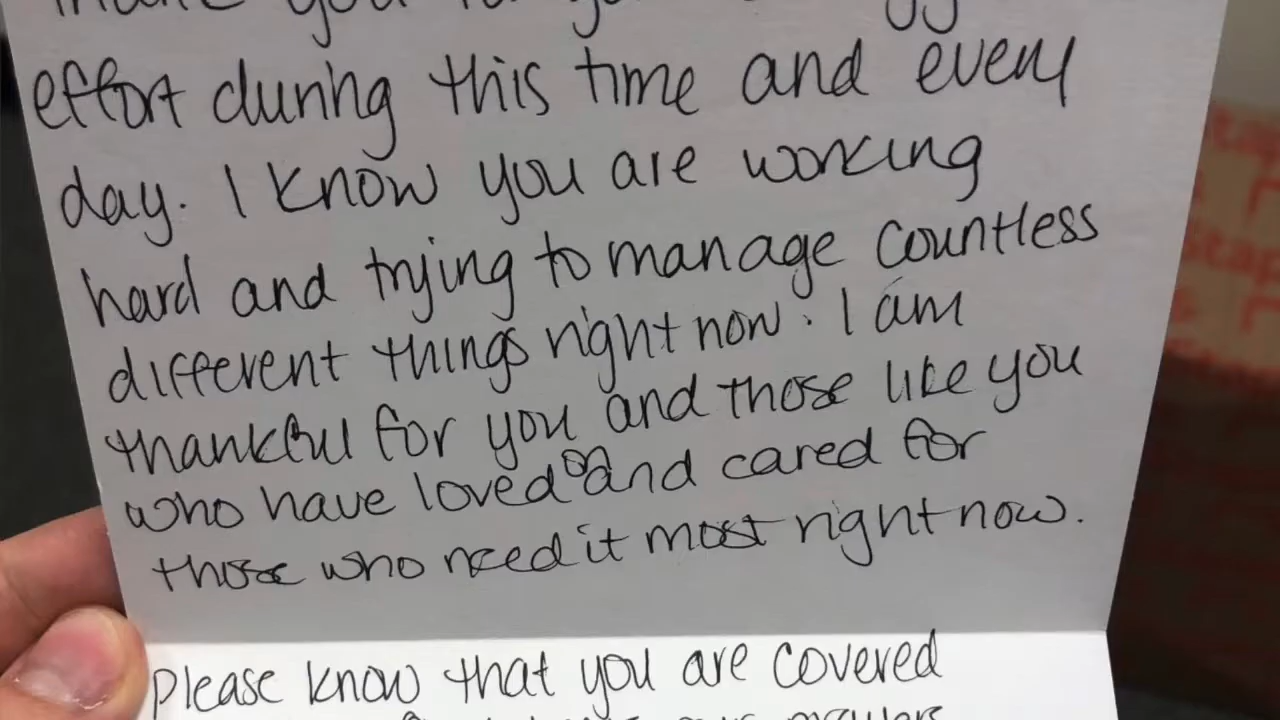 effort during this time and every
day. I know you are working
hard and trying to manage countless
different things right now. I am
thankful for you and those like you
who have loved on and cared for
those who need it most right now.
Please know that you are covered